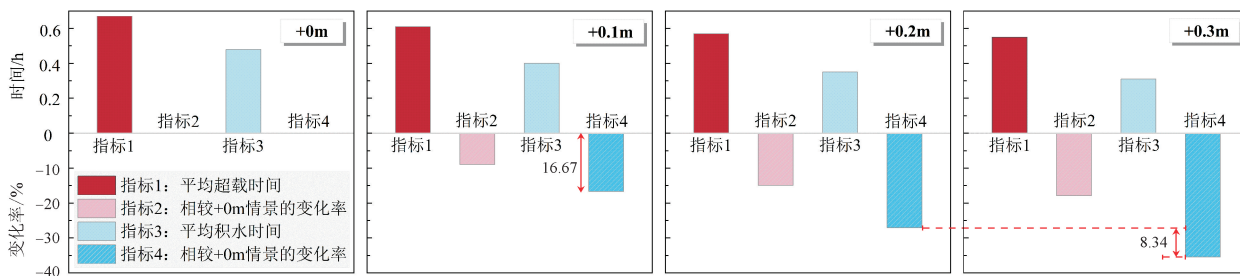 +0m
+0.1m
+0.2m
+0.3m
时间/h
0.6
0.4
0.2
0
变化率/%
-10
-20
-30
-40
指标1
指标2
指标3
指标4
指标1：平均超载时间
指标2：相较+0m情景的变化率
指标3：平均积水时间
指标4：相较+0m情景的变化率
指标1
指标2
指标3
指标4
16.67
指标1
指标2
指标3
指标4
指标1
指标2
指标3
指标4
8.34